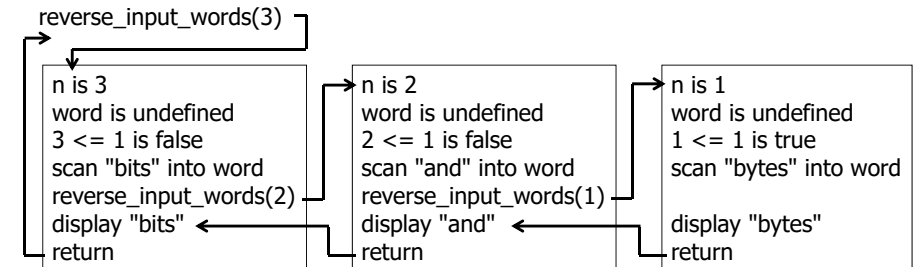 reverse_input_words(3)
n is 3
word is undefined
3 <= 1 is false
scan "bits" into word
reverse_input_words(2)
display "bits"
return
n is 2
word is undefined
2 <= 1 is false
scan "and" into word
reverse_input_words(1)
display "and"
return
n is 1
word is undefined
1 <= 1 is true
scan "bytes" into word
display "bytes"
return